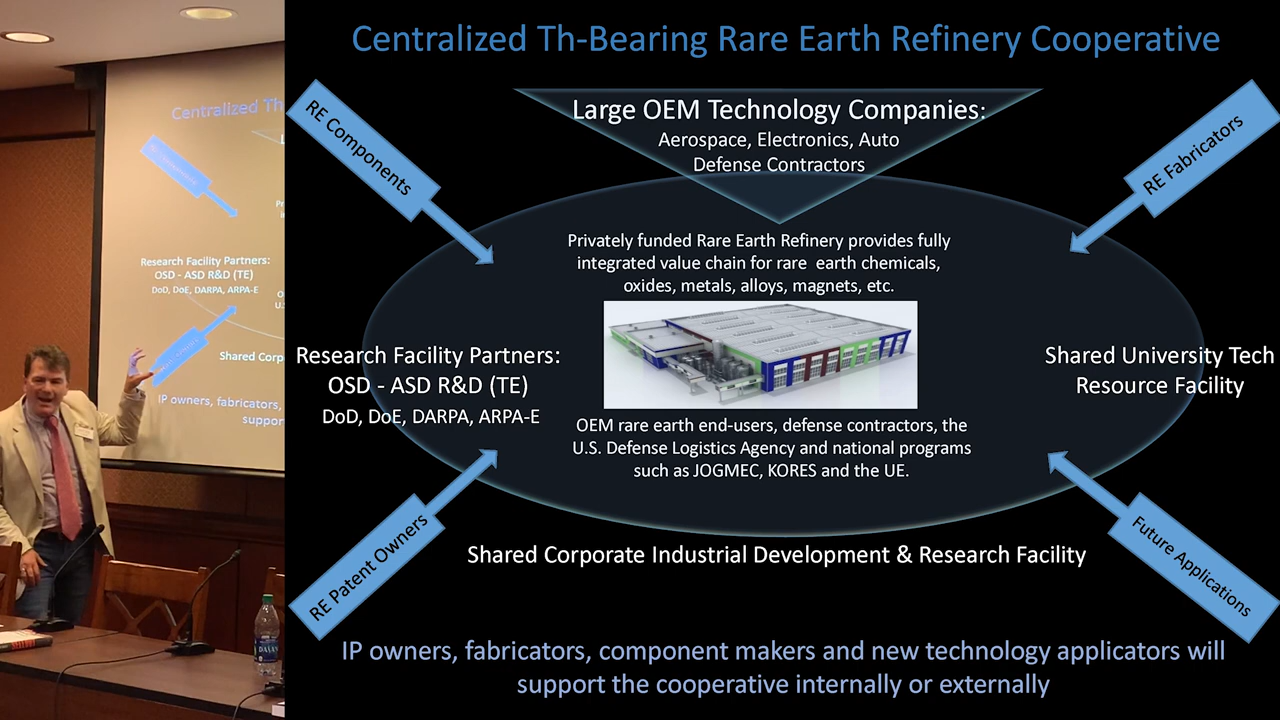 Centralized Th-Bearing Rare Earth Refinery Cooperative
RE Components
Large OEM Technology Companies:
Aerospace, Electronics, Auto
Defense Contractors
RE Fabricators
Privately funded Rare Earth Refinery provides fully
integrated value chain for rare earth chemicals,
oxides, metals, alloys, magnets, etc.
Research Facility Partners:
OSD - ASD R&D (TE)
DoD, DoE, DARPA, ARPA-E
Shared University Tech
Resource Facility
OEM rare earth end-users, defense contractors, the
U.S. Defense Logistics Agency and national programs
such as JOGMEC, KORES and the UE.
RE Patent Owners
Shared Corporate Industrial Development & Research Facility
Future Applications
IP owners, fabricators, component makers and new technology applicators will
support the cooperative internally or externally
Centralized Th
Research Facility Partners:
OSD - ASD R&D (TE)
DoD, DoE, DARPA, ARPA-E
Shared Corp
IP owners, fabricators,
suppor
DASANI